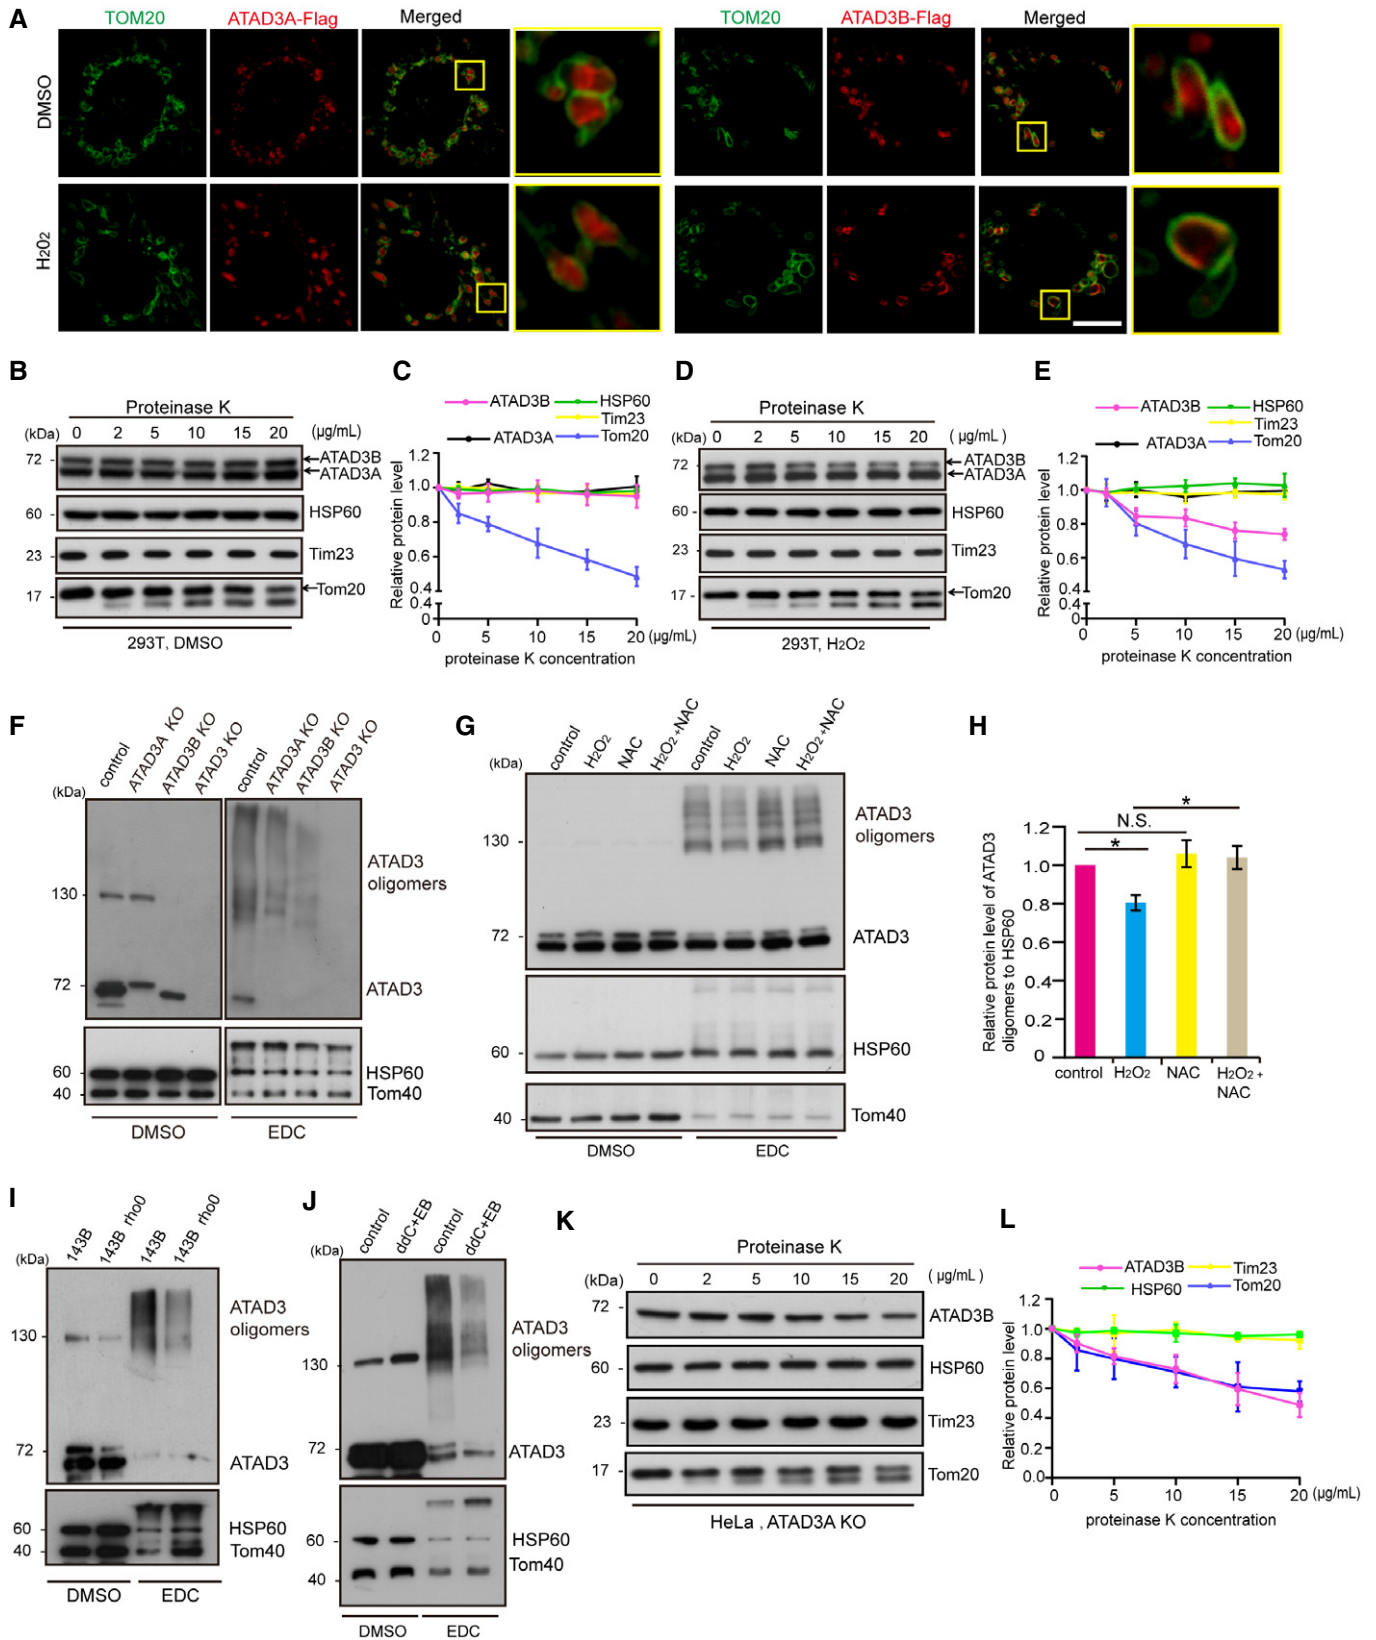 A
TOM20 ATAD3A-Flag Merged TOM20 ATAD3B-Flag Merged
DMSO
H2O2
B
Proteinase K
(kDa) 0 2 5 10 15 20 (μg/mL)
72 - ATAD3B
ATAD3A
60 - HSP60
23 - Tim23
17 - Tom20
293T, DMSO
C
ATAD3B HSP60
Tim23
ATAD3A Tom20
Relative protein level
1.2
1.0
0.8
0.6
0.4
0.4
0
0 5 10 15 20 (μg/mL)
proteinase K concentration
D
Proteinase K
(kDa) 0 2 5 10 15 20 ( μg/mL )
72 - ATAD3B
ATAD3A
60 - HSP60
23 - Tim23
17 - Tom20
293T, H2O2
E
ATAD3B HSP60
Tim23
ATAD3A Tom20
Relative protein level
1.2
1.0
0.8
0.6
0.4
0.4
0
0 5 10 15 20 (μg/mL)
proteinase K concentration
F
control ATAD3A KO ATAD3B KO ATAD3 KO control ATAD3A KO ATAD3B KO ATAD3 KO
(kDa)
ATAD3
oligomers
130 -
72 - ATAD3
60 - HSP60
40 - Tom40
DMSO EDC
G
control H2O2 NAC H2O2+NAC control H2O2 NAC H2O2+NAC
(kDa)
ATAD3
oligomers
130 -
72 - ATAD3
60 - HSP60
40 - Tom40
DMSO EDC
H
Relative protein level of ATAD3
oligomers to HSP60
1.2
1.0
0.8
0.6
0.4
0.2
0
N.S.
*
*
control H2O2 NAC H2O2 +
NAC
I
143B 143B rho0 143B 143B rho0
(kDa)
ATAD3
oligomers
130 -
72 - ATAD3
60 - HSP60
40 - Tom40
DMSO EDC
J
control ddC+EB control ddC+EB
(kDa)
ATAD3
oligomers
130 -
72 - ATAD3
60 - HSP60
40 - Tom40
DMSO EDC
K
Proteinase K
(kDa) 0 2 5 10 15 20 ( μg/mL )
72 - ATAD3B
60 - HSP60
23 - Tim23
17 - Tom20
HeLa , ATAD3A KO
L
ATAD3B Tim23
HSP60 Tom20
Relative protein level
1.2
1.0
0.8
0.6
0.4
0.2
0.0
0 5 10 15 20 (μg/mL)
proteinase K concentration